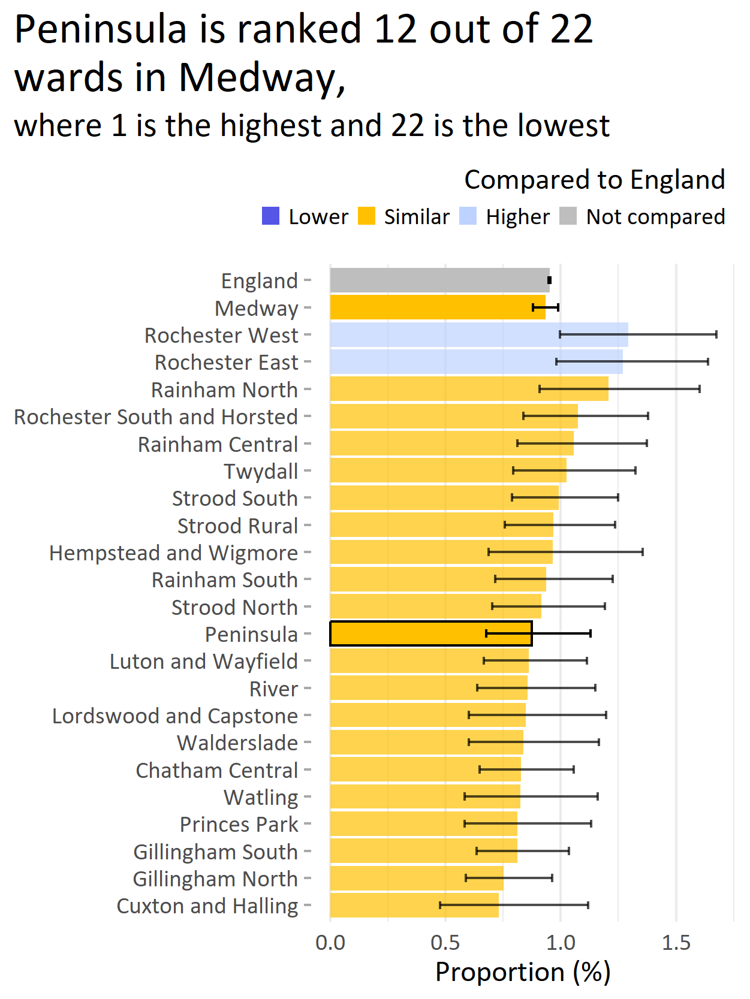 Peninsula is ranked 12 out of 22
wards in Medway,
where 1 is the highest and 22 is the lowest
Compared to England
Lower Similar Higher Not compared
England
Medway
Rochester West
Rochester East
Rainham North
Rochester South and Horsted
Rainham Central
Twydall
Strood South
Strood Rural
Hempstead and Wigmore
Rainham South
Strood North
Peninsula
Luton and Wayfield
River
Lordswood and Capstone
Walderslade
Chatham Central
Watling
Princes Park
Gillingham South
Gillingham North
Cuxton and Halling
0.0 0.5 1.0 1.5
Proportion (%)